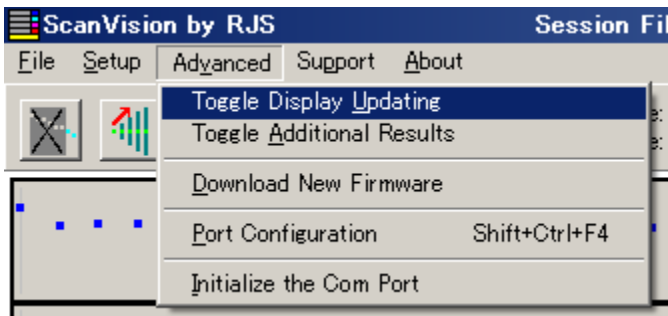 ScanVision by RJS Session Fil
File Setup Advanced Support About
Toggle Display Updating
Toggle Additional Results
Download New Firmware
Port Configuration Shift+Ctrl+F4
Initialize the Com Port